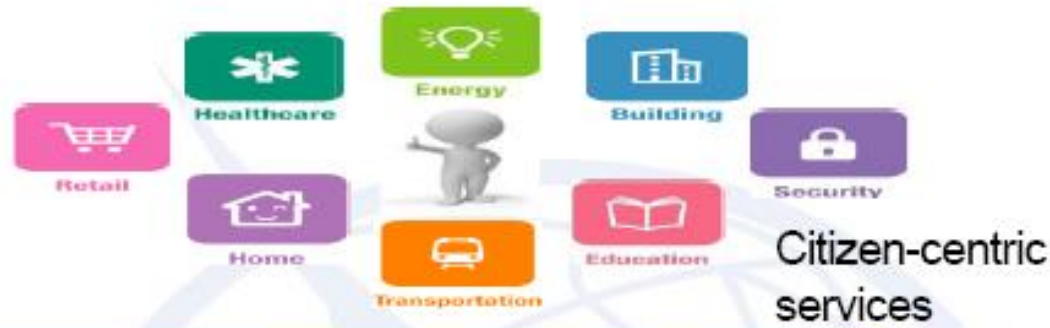 Energy
Healthcare
Building
Retail
Security
Home
Education
Transportation
Citizen-centric
services